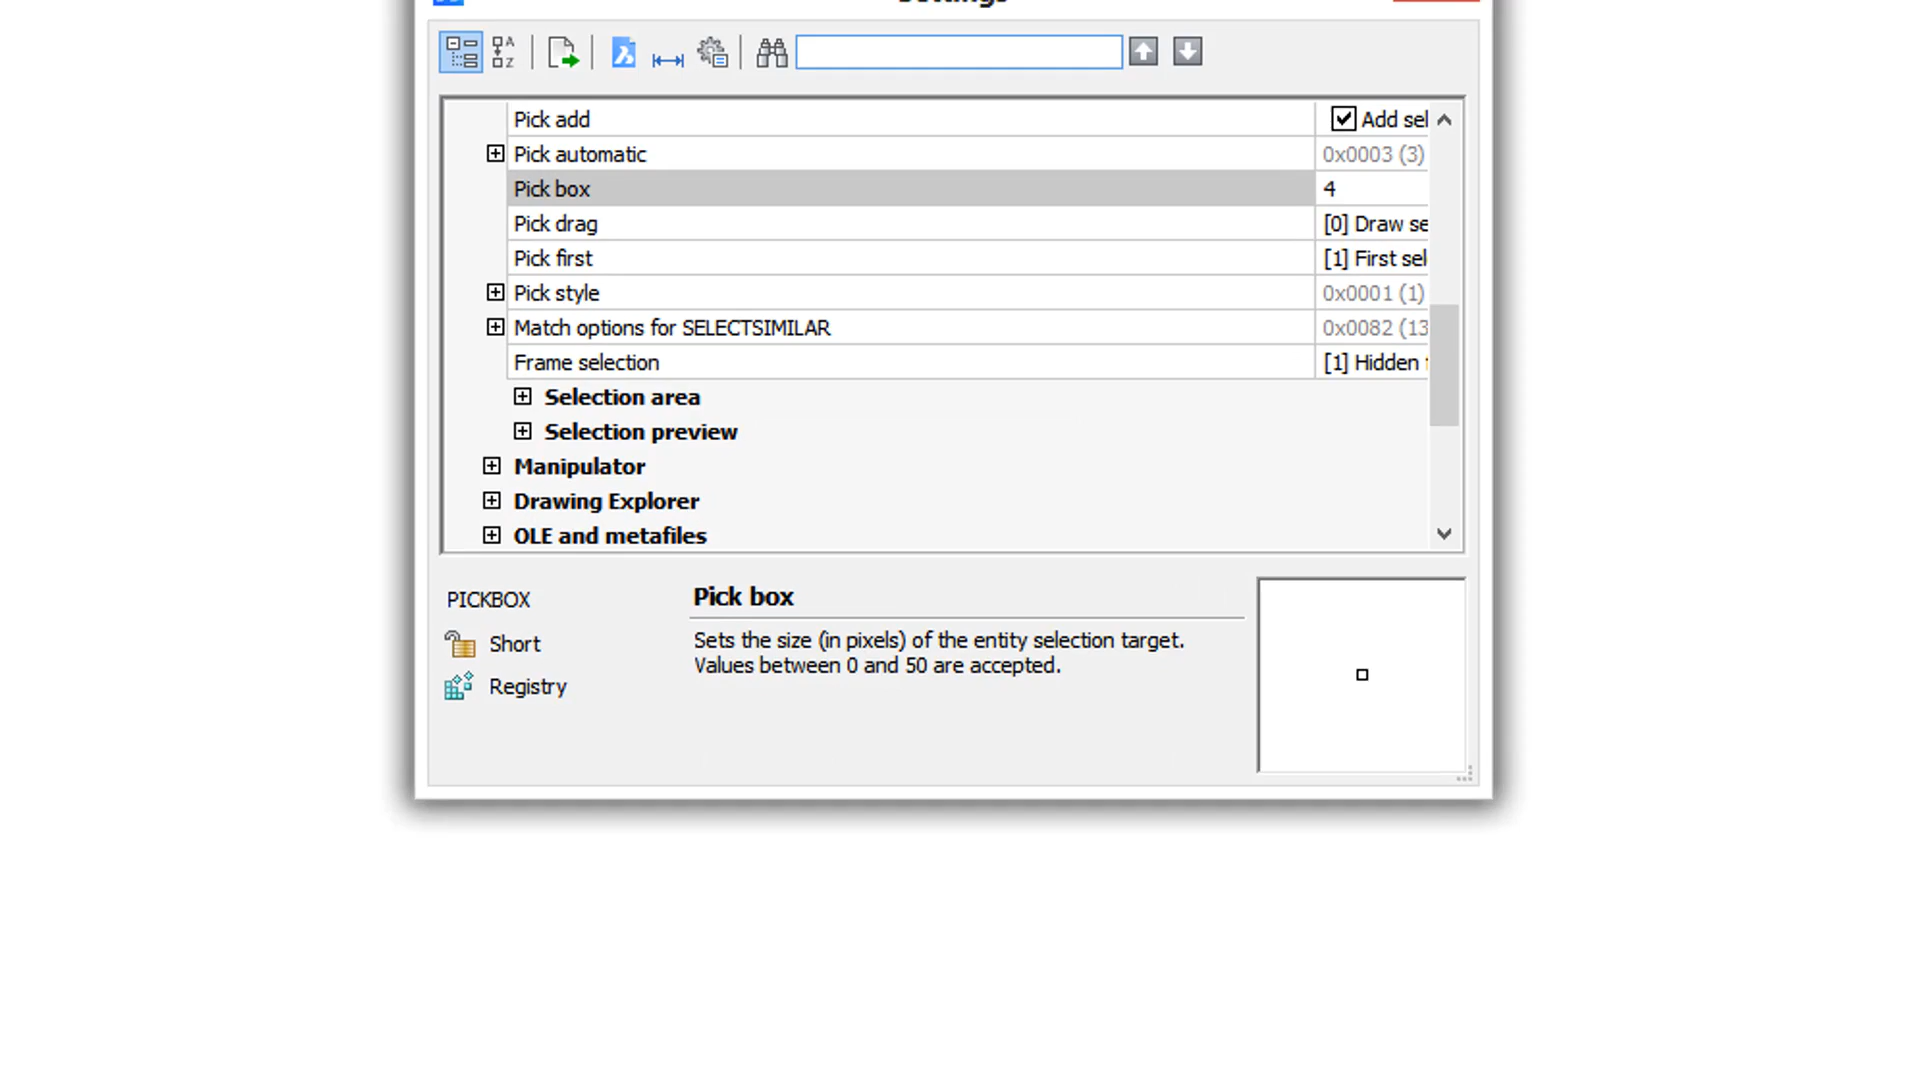 Settings
Pick add
Add sel
Pick automatic
0x0003 (3)
Pick box
4
Pick drag
[0] Draw se
Pick first
[1] First sel
Pick style
0x0001 (1)
Match options for SELECTSIMILAR
0x0082 (13
Frame selection
[1] Hidden
Selection area
Selection preview
Manipulator
Drawing Explorer
OLE and metafiles
PICKBOX
Short
Registry
Pick box
Sets the size (in pixels) of the entity selection target.
Values between 0 and 50 are accepted.